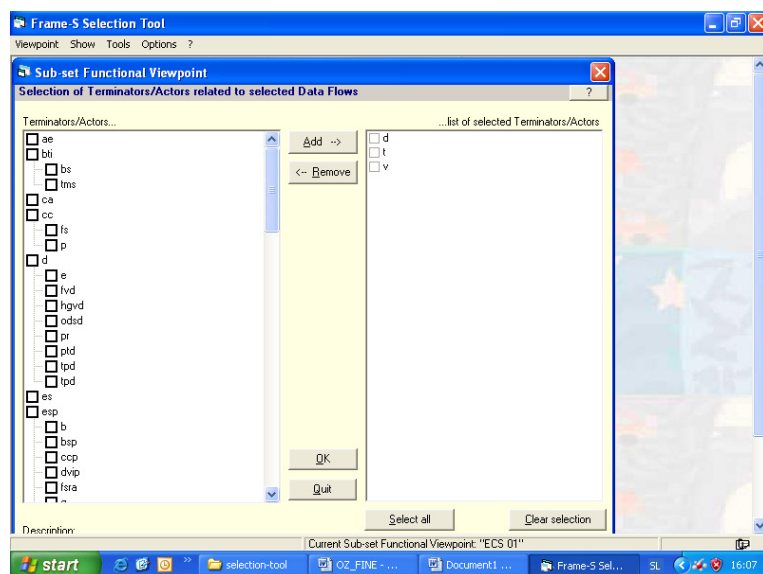 Frame-S Selection Tool
Viewpoint Show Tools Options ?
Sub-set Functional Viewpoint
Selection of Terminators/Actors related to selected Data Flows
?
Terminators/Actors...
...list of selected Terminators/Actors
ae
bti
bs
tms
ca
cc
fs
p
d
e
fvd
hgvd
odsd
pr
ptd
tpd
tpd
es
esp
b
bsp
ccp
dvip
fsra
Add -->
<-- Remove
OK
Quit
d
t
v
Select all
Clear selection
Description:
Current Sub-set Functional Viewpoint: "ECS 01"
start
selection-tool
OZ_FINE - ...
Document1 ...
Frame-S Sel...
SL
16:07